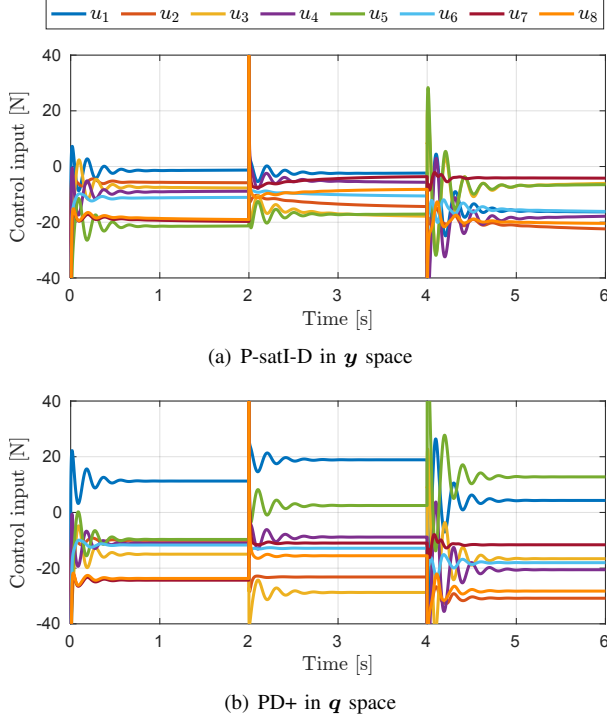 u1 u2 u3 u4 u5 u6 u7 u8
Control input [N]
40
20
0
-20
-40
0 1 2 3 4 5 6
Time [s]
(a) P-satI-D in y space
Control input [N]
40
20
0
-20
-40
0 1 2 3 4 5 6
Time [s]
(b) PD+ in q space